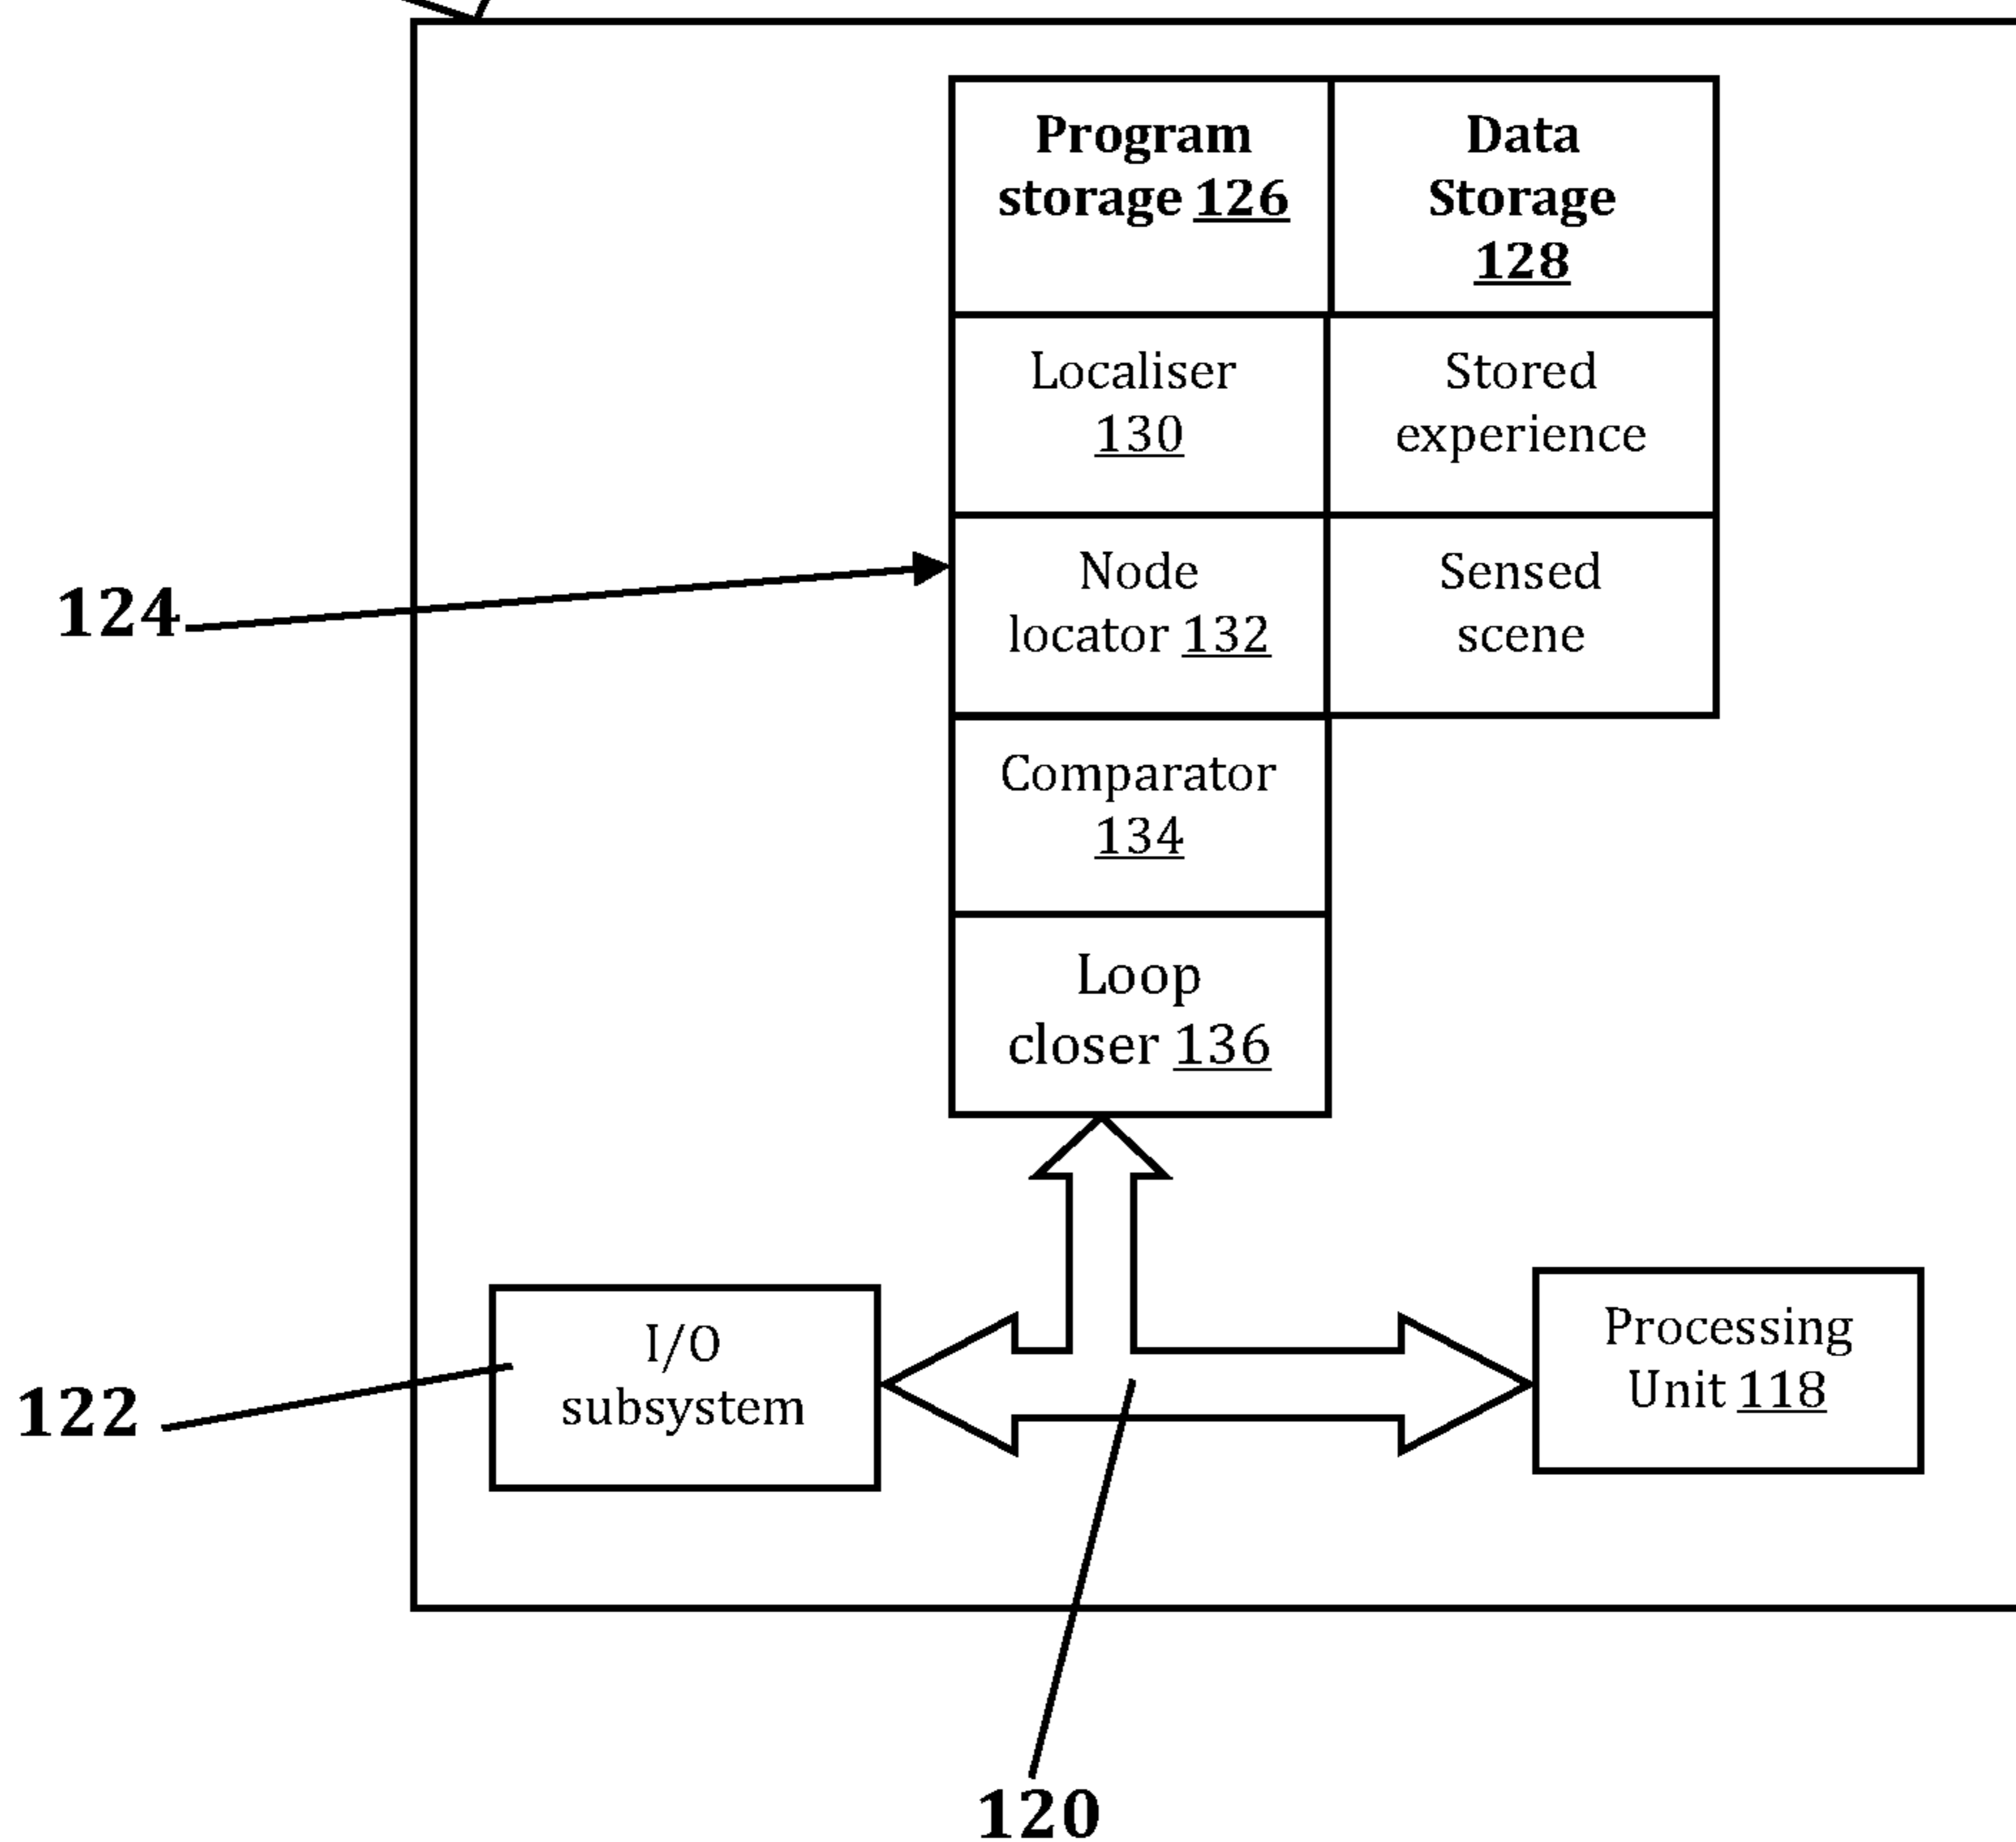 Program
storage 126
Data
Storage
128
Localiser
130
Stored
experience
124
Node
locator 132
Sensed
scene
Comparator
134
Loop
closer 136
122
I/O
subsystem
Processing
Unit 118
120